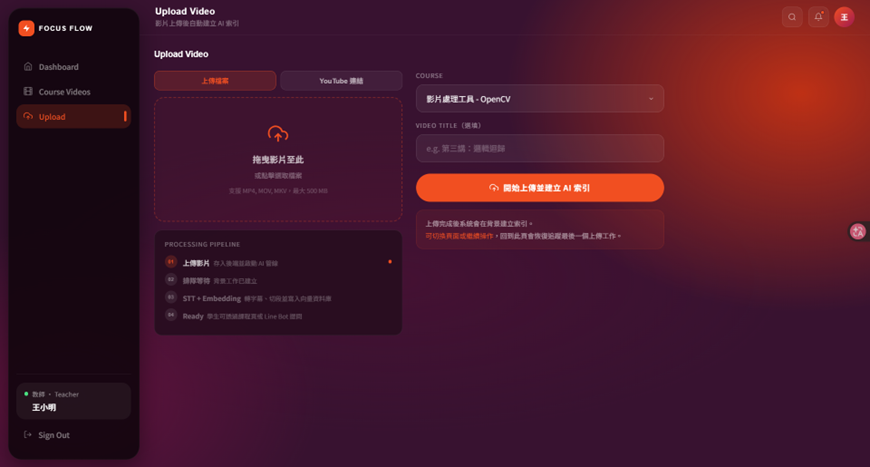 FOCUS FLOW
Dashboard
Course Videos
Upload
教師 • Teacher
王小明
Sign Out
Upload Video
影片上傳後自動建立 AI 索引
王
Upload Video
上傳檔案
YouTube 連結
拖曳影片至此
或點擊選取檔案
支援 MP4, MOV, MKV，最大 500 MB
PROCESSING PIPELINE
01 上傳影片 存入後端並啟動 AI 管線
02 排隊等待 背景工作已建立
03 STT + Embedding 轉字幕、切段並寫入向量資料庫
04 Ready 學生可透過課程頁或 Line Bot 提問
COURSE
影片處理工具 - OpenCV
VIDEO TITLE（選填）
e.g. 第三講：邏輯迴歸
開始上傳並建立 AI 索引
上傳完成後系統會在背景建立索引。
可切換頁面或繼續操作，回到此頁會恢復追蹤最後一個上傳工作。